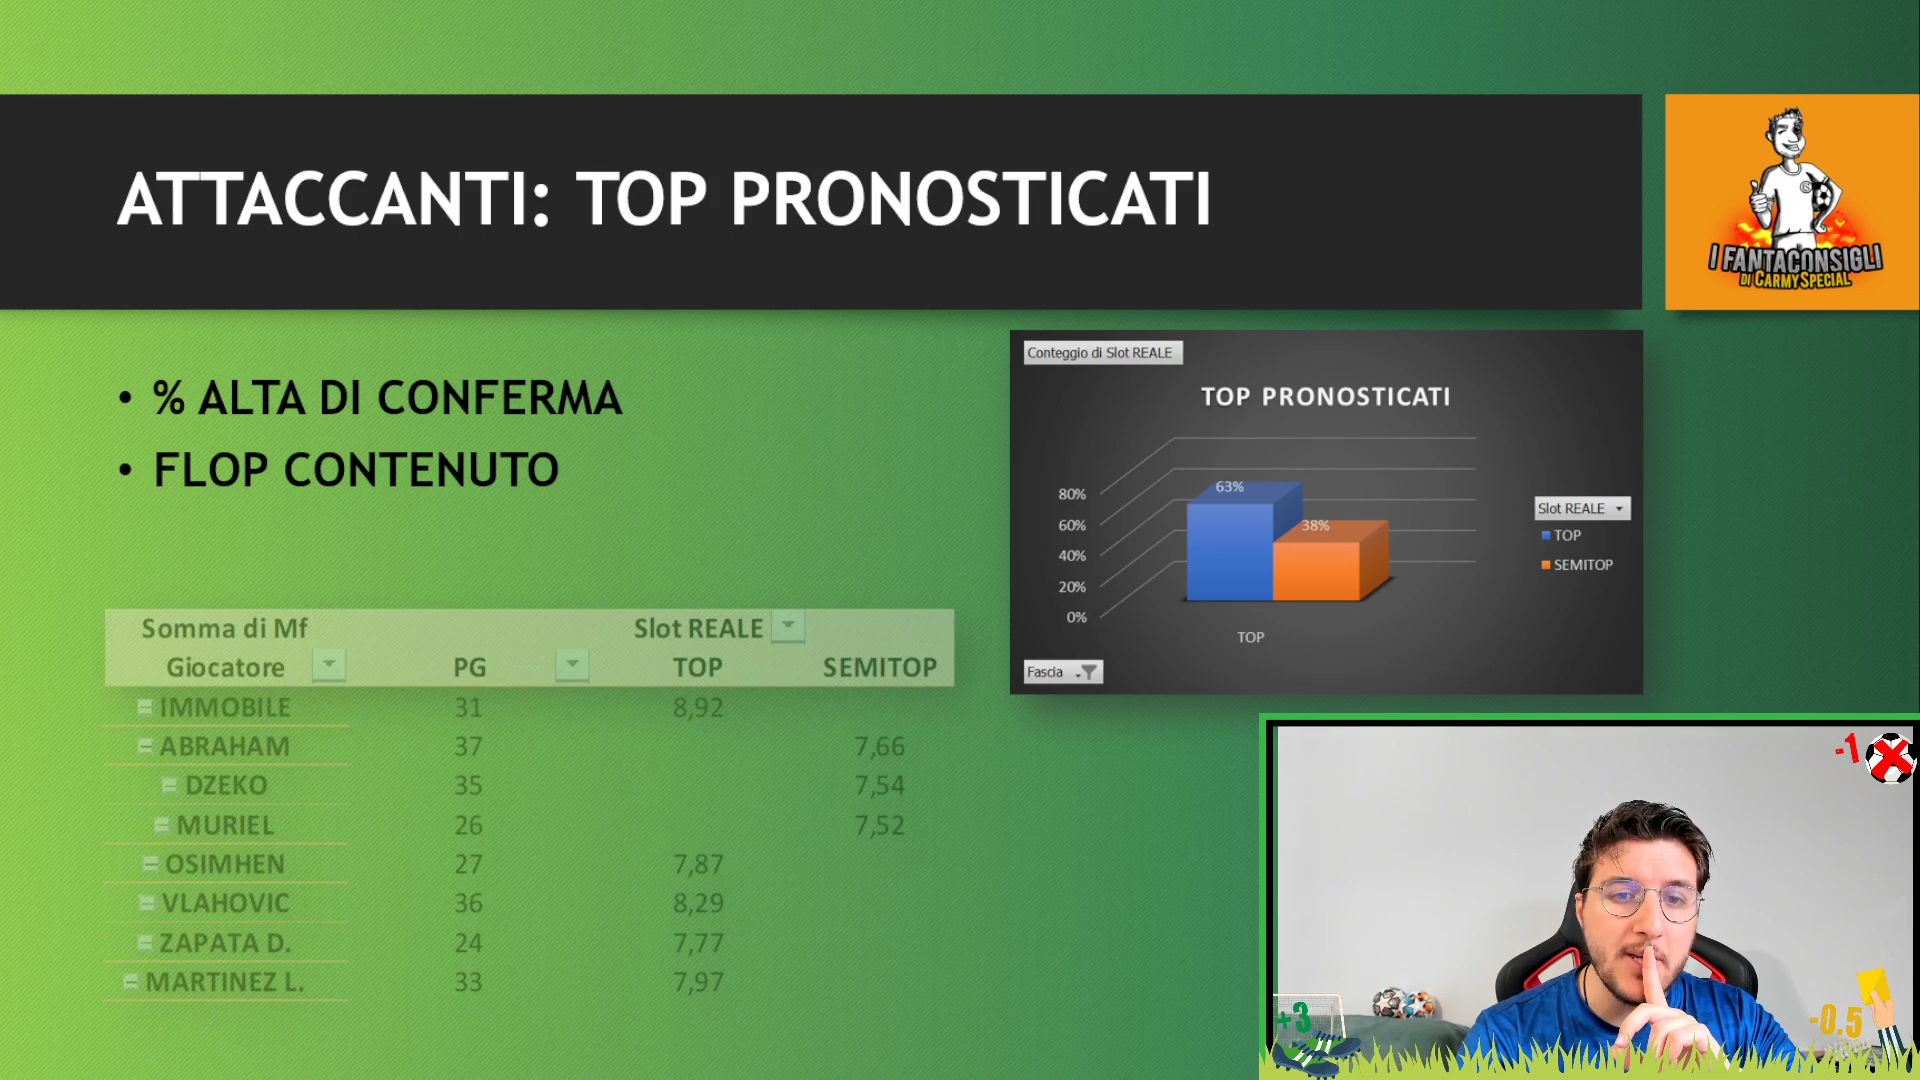 ATTACCANTI: TOP PRONOSTICATI
I FANTACONSIGLI
DI CARMYSPECIAL
• % ALTA DI CONFERMA
• FLOP CONTENUTO
Conteggio di Slot REALE
TOP PRONOSTICATI
80%
60%
40%
20%
0%
63%
38%
TOP
Slot REALE
TOP
SEMITOP
Fascia
Somma di Mf Slot REALE
Giocatore PG TOP SEMITOP
IMMOBILE 31 8,92
ABRAHAM 37 7,66
DZEKO 35 7,54
MURIEL 26 7,52
OSIMHEN 27 7,87
VLAHOVIC 36 8,29
ZAPATA D. 24 7,77
MARTINEZ L. 33 7,97
-1
+3
-0.5